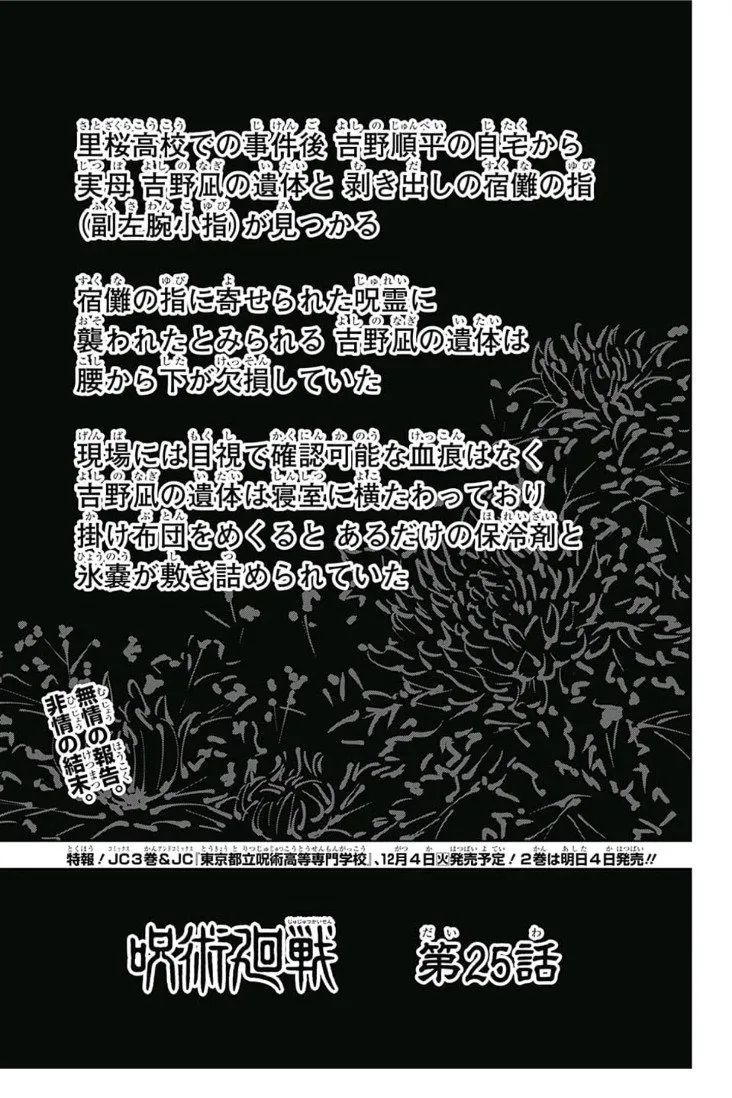 里桜高校での事件後 吉野順平の自宅から
実母 吉野凪の遺体と 剥き出しの宿儺の指
(副左腕小指)が見つかる
宿儺の指に寄せられた呪霊に
襲われたとみられる 吉野凪の遺体は
腰から下が欠損していた
現場には目視で確認可能な血痕はなく
吉野凪の遺体は寝室に横たわっており
掛け布団をめくると あるだけの保冷剤と
氷嚢が敷き詰められていた
無情の報告。
非情の結末。
特報！JC3巻&JC『東京都立呪術高等専門学校』、12月4日㊋発売予定！2巻は明日4日発売!!
呪術廻戦 第25話